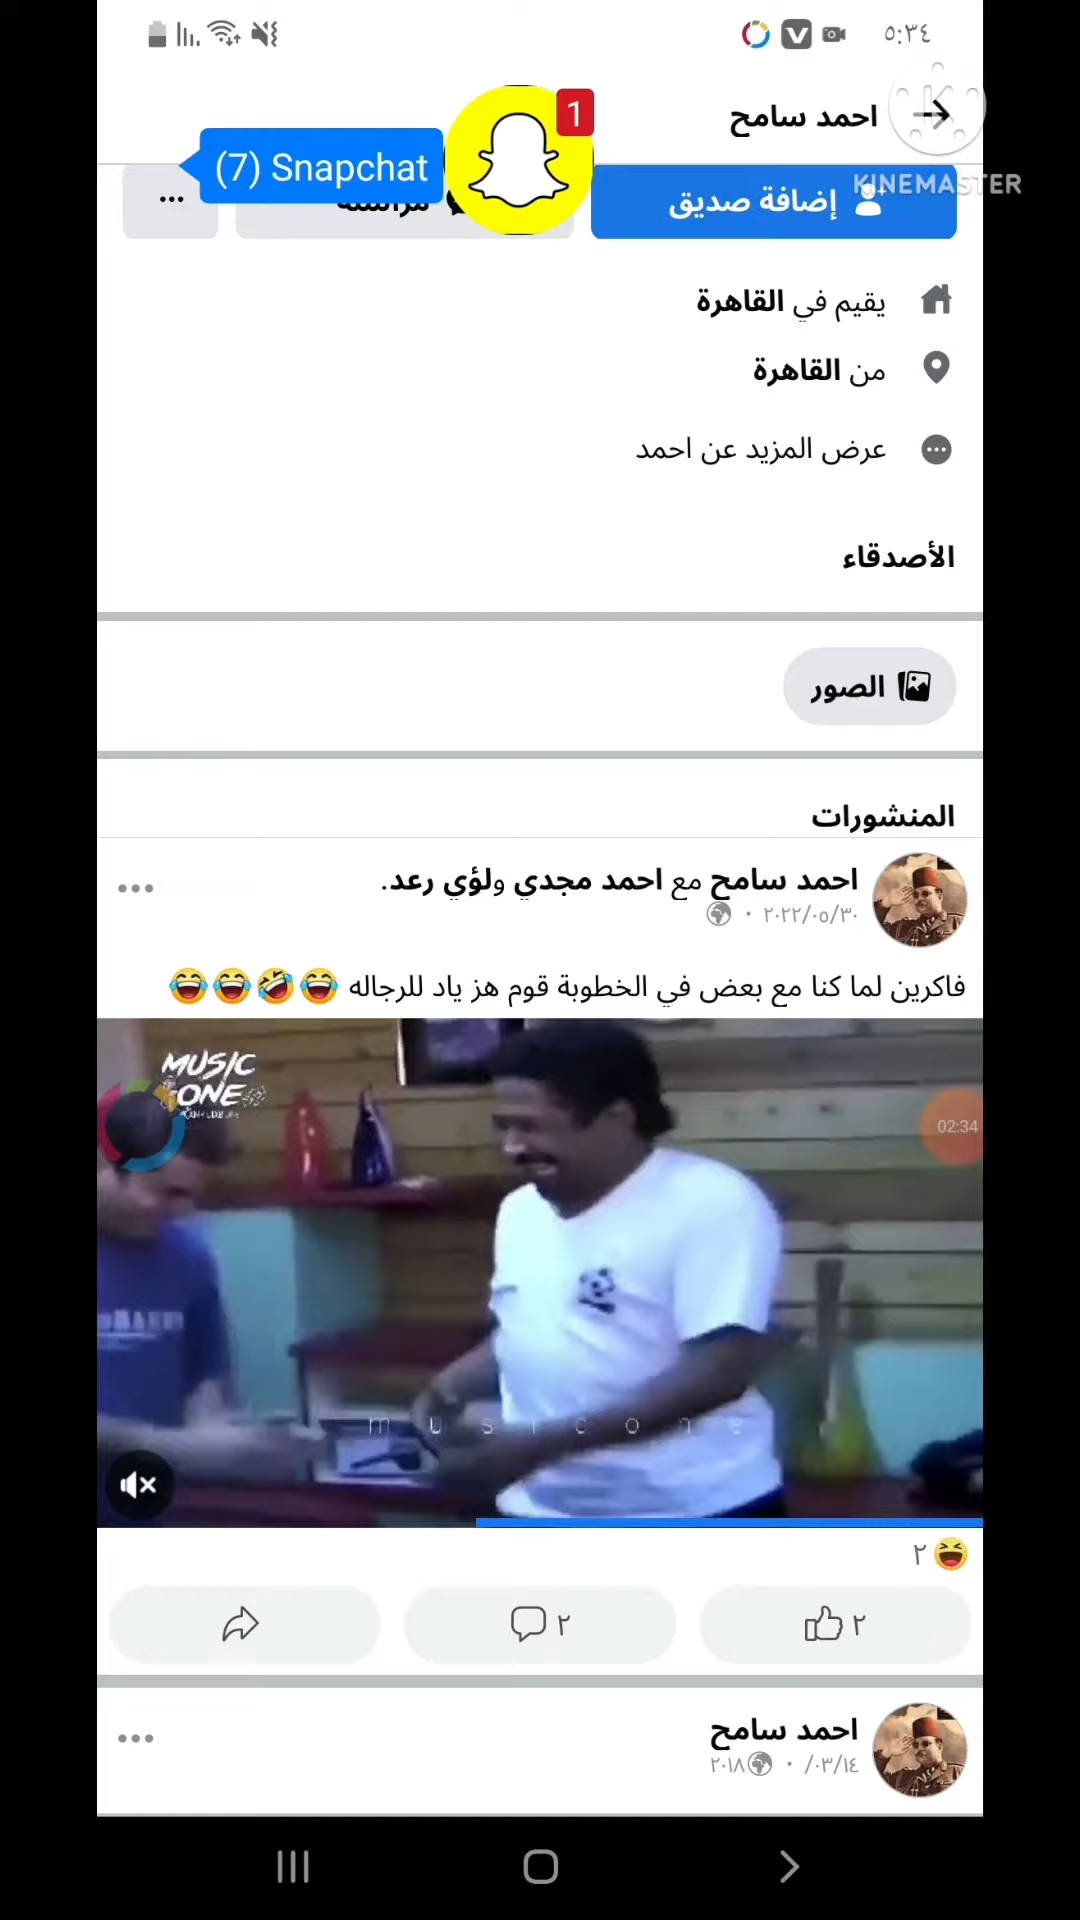 ٥:٣٤
احمد سامح
1
(7) Snapchat
KINEMASTER
إضافة صديق
مراسلة
يقيم في القاهرة
من القاهرة
عرض المزيد عن احمد
الأصدقاء
الصور
المنشورات
احمد سامح مع احمد مجدي ولؤي رعد.
٢٠٢٢/٠٥/٣٠
فاكرين لما كنا مع بعض في الخطوبة قوم هز ياد للرجاله 😂🤣😂😂
MUSIC
ONE
02:34
musicone
٢
٢
٢
احمد سامح
٢٠١٨/٠٣/١٤